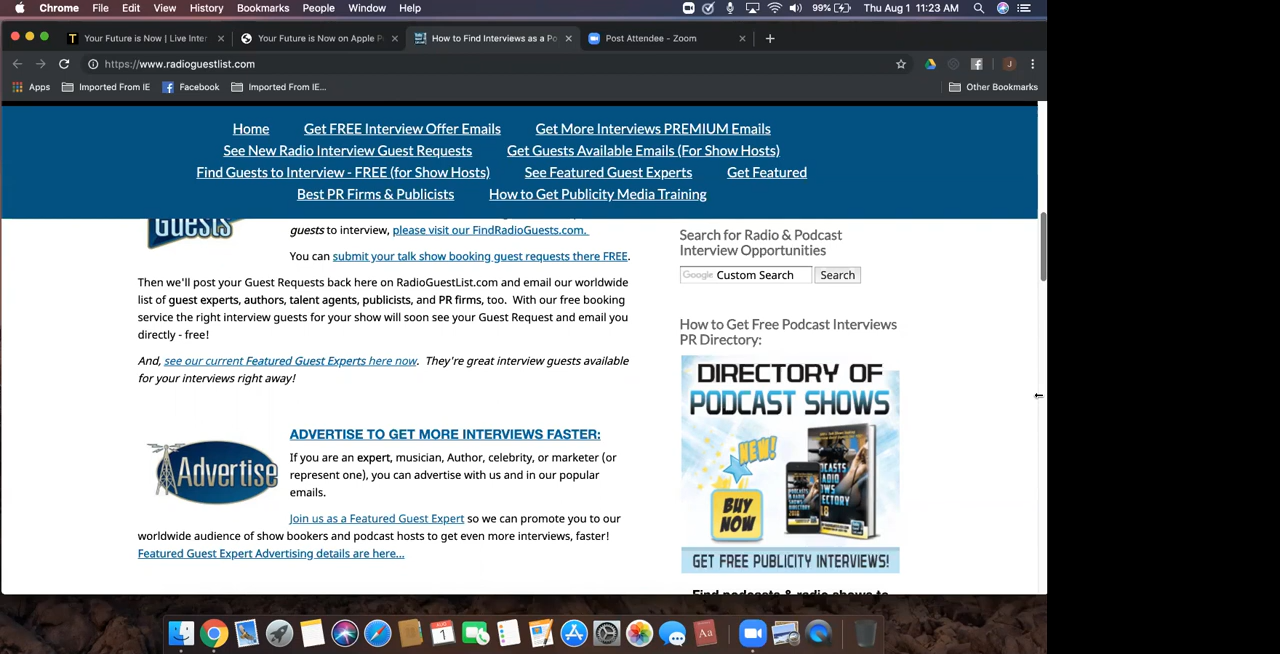 Chrome File Edit View History Bookmarks People Window Help 99% Thu Aug 1 11:23 AM
Your Future is Now | Live Inter Your Future is Now on Apple P How to Find Interviews as a Po Post Attendee - Zoom
https://www.radioguestlist.com J
Apps Imported From IE Facebook Imported From IE... Other Bookmarks
Home Get FREE Interview Offer Emails Get More Interviews PREMIUM Emails
See New Radio Interview Guest Requests Get Guests Available Emails (For Show Hosts)
Find Guests to Interview - FREE (for Show Hosts) See Featured Guest Experts Get Featured
Best PR Firms & Publicists How to Get Publicity Media Training
Guests
guests to interview, please visit our FindRadioGuests.com.
You can submit your talk show booking guest requests there FREE.
Then we'll post your Guest Requests back here on RadioGuestList.com and email our worldwide
list of guest experts, authors, talent agents, publicists, and PR firms, too. With our free booking
service the right interview guests for your show will soon see your Guest Request and email you
directly - free!
And, see our current Featured Guest Experts here now. They're great interview guests available
for your interviews right away!
Advertise
ADVERTISE TO GET MORE INTERVIEWS FASTER:
If you are an expert, musician, Author, celebrity, or marketer (or
represent one), you can advertise with us and in our popular
emails.
Join us as a Featured Guest Expert so we can promote you to our
worldwide audience of show bookers and podcast hosts to get even more interviews, faster!
Featured Guest Expert Advertising details are here...
Search for Radio & Podcast
Interview Opportunities
Google Custom Search Search
How to Get Free Podcast Interviews
PR Directory:
DIRECTORY OF
PODCAST SHOWS
NEW!
BUY
NOW
GET FREE PUBLICITY INTERVIEWS!
Find podcasts & radio shows to
AUG
1
Aa